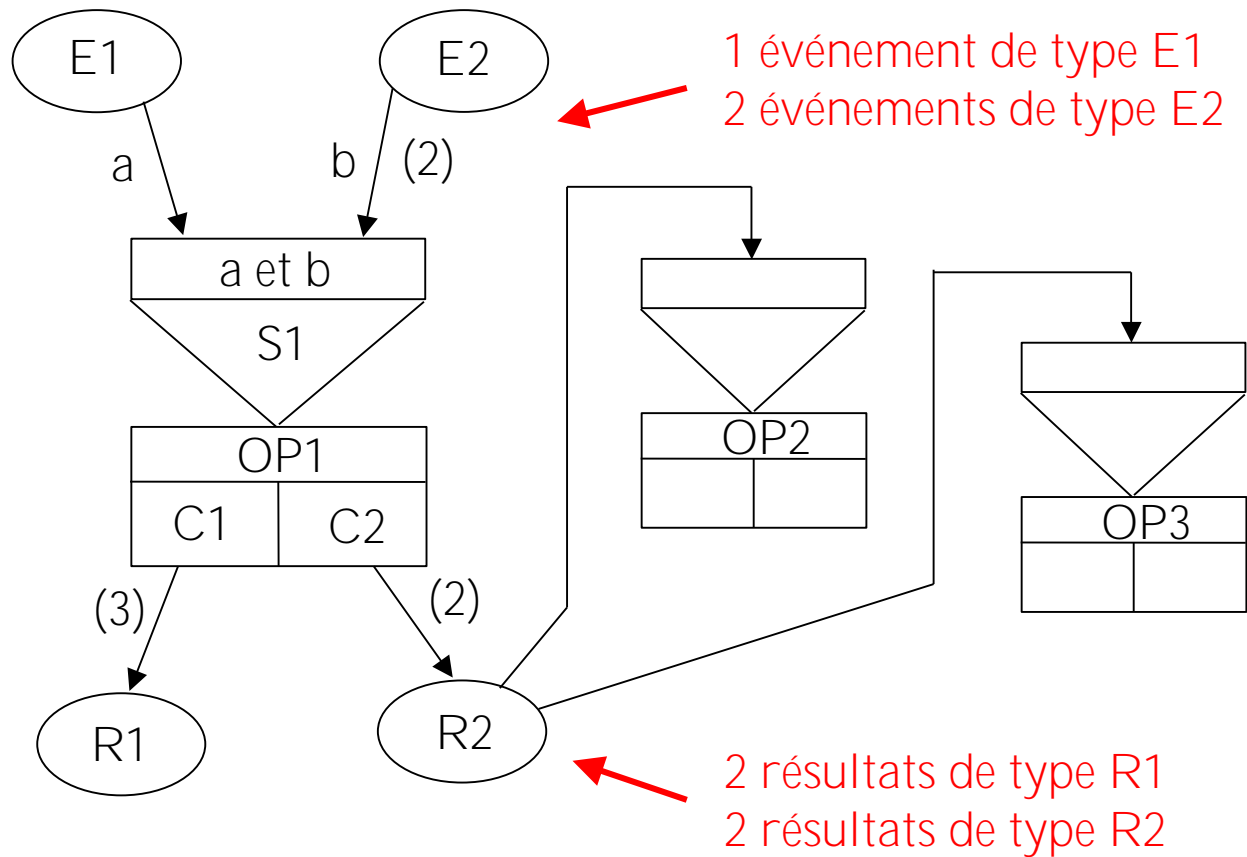 E1
E2
1 événement de type E1
2 événements de type E2
a
b
(2)
a et b
S1
OP1
C1
C2
OP2
OP3
(3)
(2)
R1
R2
2 résultats de type R1
2 résultats de type R2